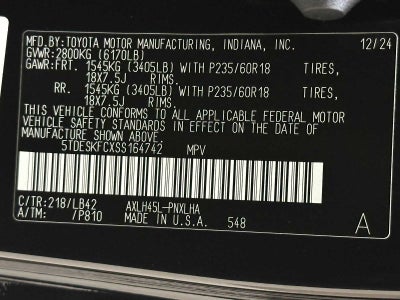 MFD.BY:TOYOTA MOTOR MANUFACTURING, INDIANA, INC. 12/24
GVWR:2800KG (6170LB)
GAWR:FRT. 1545KG (3405LB) WITH P235/60R18 TIRES,
18X7.5J RIMS.
RR. 1545KG (3405LB) WITH P235/60R18 TIRES,
18X7.5J RIMS.
THIS VEHICLE CONFORMS TO ALL APPLICABLE FEDERAL MOTOR
VEHICLE SAFETY STANDARDS IN EFFECT ON THE DATE OF
MANUFACTURE SHOWN ABOVE.
5TDESKFCXSS164742 MPV
C/TR:218/LB42 AXLH45L-PNXLHA
A/TM: /P810 MADE IN U.S.A. 548 A